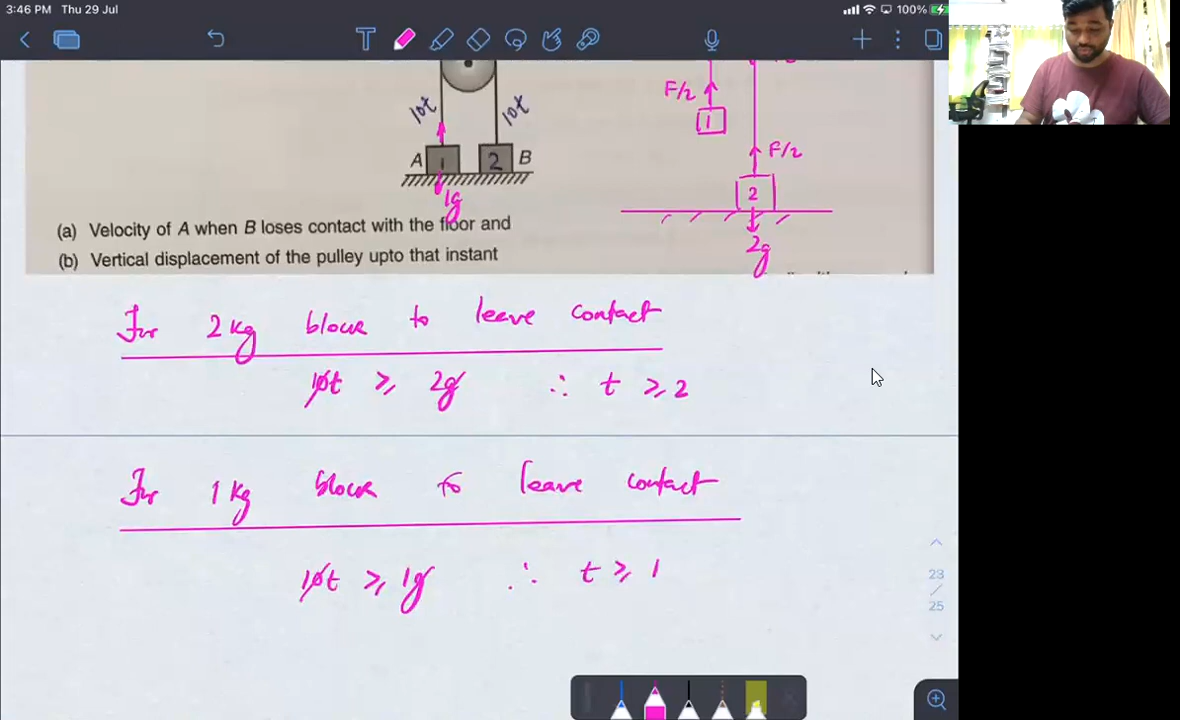 3:46 PM Thu 29 Jul
100%
T
10t
10t
A 1 2 B
1g
F/2
1
F/2
2
2g
(a) Velocity of A when B loses contact with the floor and
(b) Vertical displacement of the pulley upto that instant
For 2 kg block to leave contact
10t ≥ 2g ∴ t ≥ 2
For 1 kg block to leave contact
10t ≥ 1g ∴ t ≥ 1
23
/
25